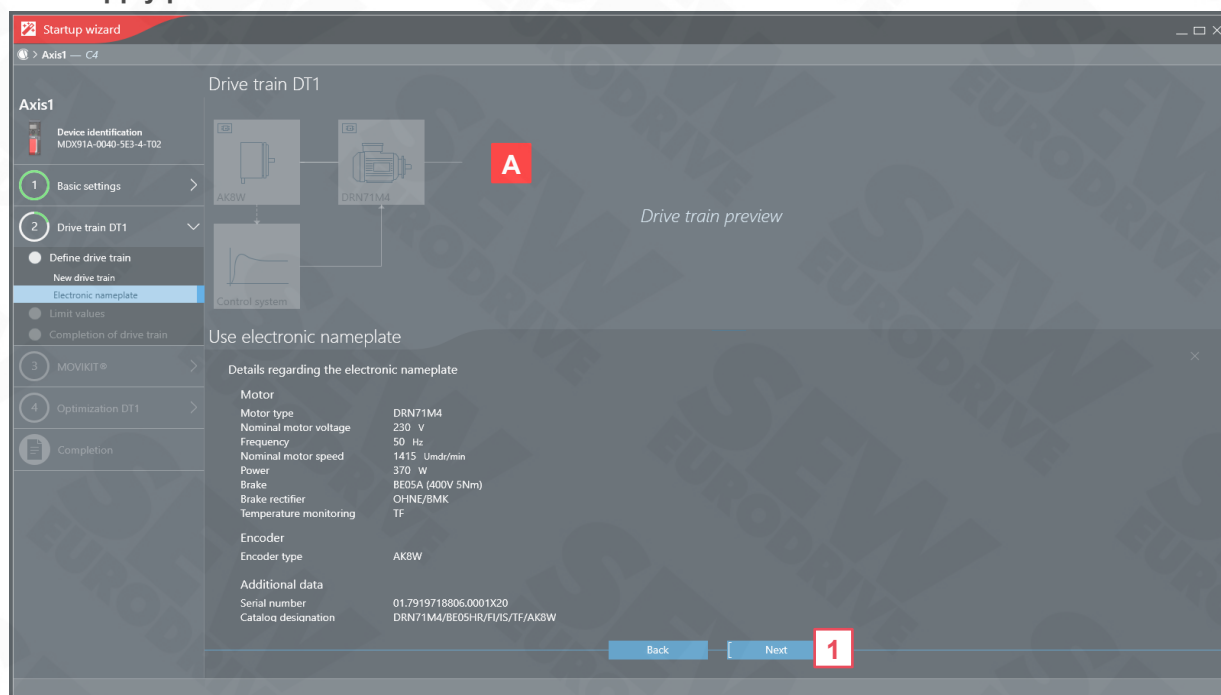 Startup wizard
> Axis1 — C4
Axis1
Device identification
MDX91A-0040-5E3-4-T02
1 Basic settings
2 Drive train DT1
Define drive train
New drive train
Electronic nameplate
Limit values
Completion of drive train
3 MOVIKIT®
4 Optimization DT1
Completion
Drive train DT1
AK8W
DRN71M4
A
Control system
Drive train preview
Use electronic nameplate
Details regarding the electronic nameplate
Motor
Motor type DRN71M4
Nominal motor voltage 230 V
Frequency 50 Hz
Nominal motor speed 1415 Umdr/min
Power 370 W
Brake BE05A (400V 5Nm)
Brake rectifier OHNE/BMK
Temperature monitoring TF
Encoder
Encoder type AK8W
Additional data
Serial number 01.7919718806.0001X20
Catalog designation DRN71M4/BE05HR/FI/IS/TF/AK8W
Back
Next
1
SEW
EURODRIVE